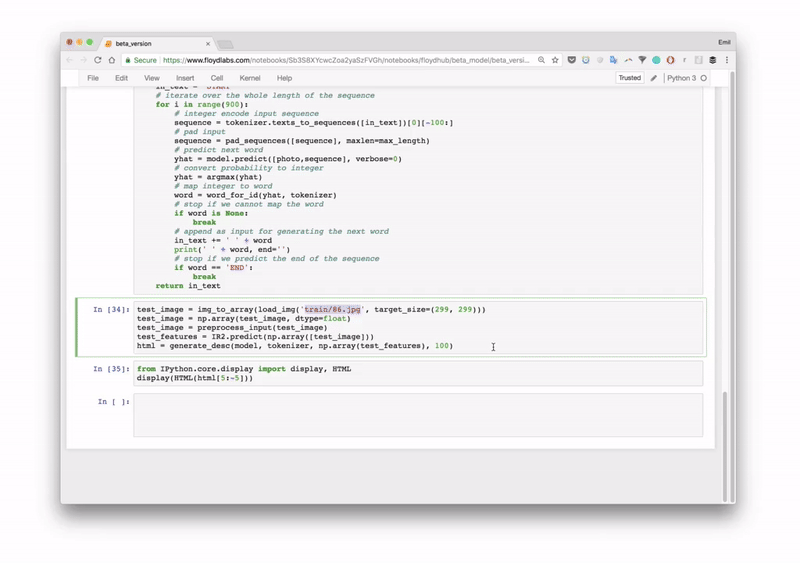 beta_version
Emil
Secure https://www.floydlabs.com/notebooks/Sb3S8XYcwcZoa2yaSzFVGh/notebooks/floydhub/beta_model/beta_versi...
File Edit View Insert Cell Kernel Help Trusted Python 3
# iterate over the whole length of the sequence
for i in range(900):
# integer encode input sequence
sequence = tokenizer.texts_to_sequences([in_text])[0][-100:]
# pad input
sequence = pad_sequences([sequence], maxlen=max_length)
# predict next word
yhat = model.predict([photo,sequence], verbose=0)
# convert probability to integer
yhat = argmax(yhat)
# map integer to word
word = word_for_id(yhat, tokenizer)
# stop if we cannot map the word
if word is None:
break
# append as input for generating the next word
in_text += ' ' + word
print(' ' + word, end='')
# stop if we predict the end of the sequence
if word == 'END':
break
return in_text
In [34]: test_image = img_to_array(load_img('train/86.jpg', target_size=(299, 299)))
test_image = np.array(test_image, dtype=float)
test_image = preprocess_input(test_image)
test_features = IR2.predict(np.array([test_image]))
html = generate_desc(model, tokenizer, np.array(test_features), 100)
In [35]: from IPython.core.display import display, HTML
display(HTML(html[5:-5]))
In [ ]: